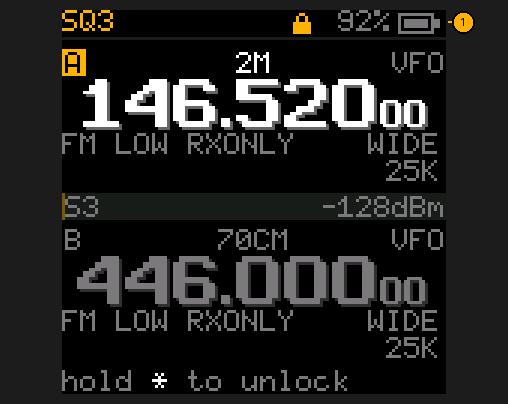 SQ3 92% 1
A 2M VFO
146.52000
FM LOW RXONLY WIDE
25K
S3 -128dBm
B 70CM VFO
446.00000
FM LOW RXONLY WIDE
25K
hold * to unlock